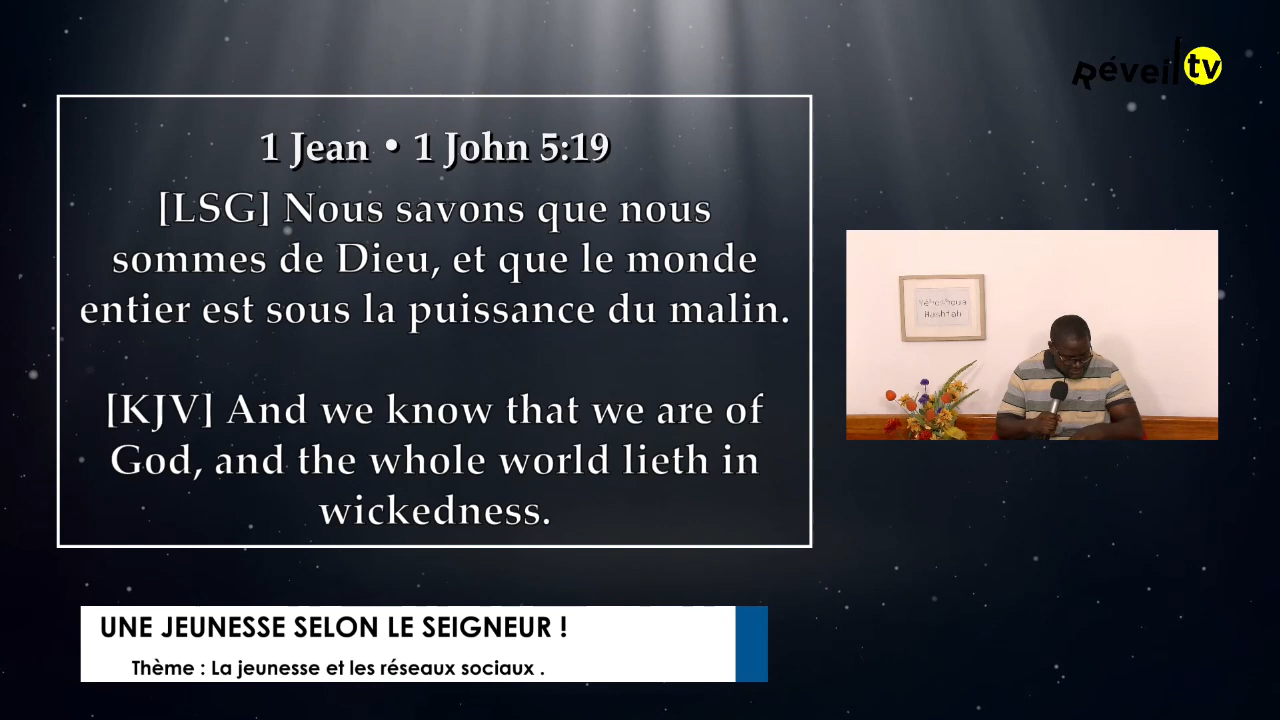 Réveil tv
1 Jean • 1 John 5:19
[LSG] Nous savons que nous
sommes de Dieu, et que le monde
entier est sous la puissance du malin.
[KJV] And we know that we are of
God, and the whole world lieth in
wickedness.
Yéhoshoua
Hashtah
UNE JEUNESSE SELON LE SEIGNEUR !
Thème : La jeunesse et les réseaux sociaux .